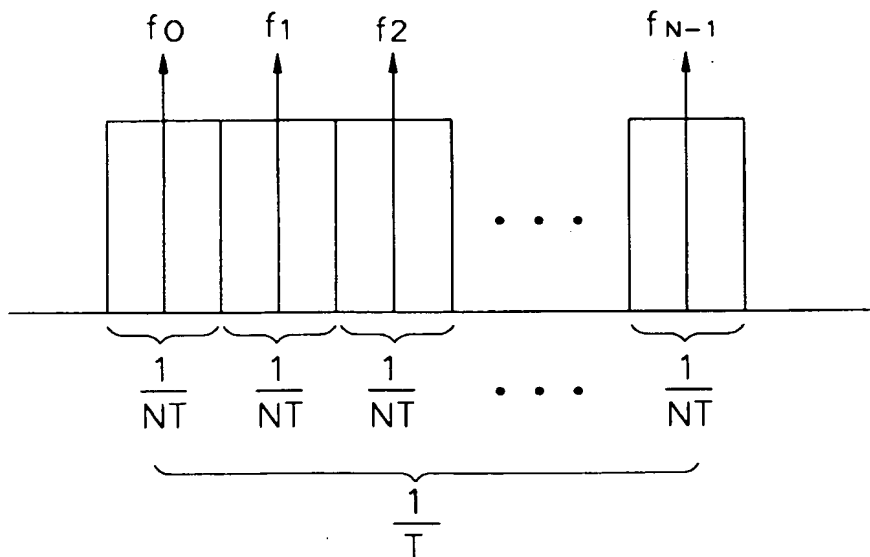 f0 f1 f2 fN-1
• • •
1/NT 1/NT 1/NT • • • 1/NT
1/T